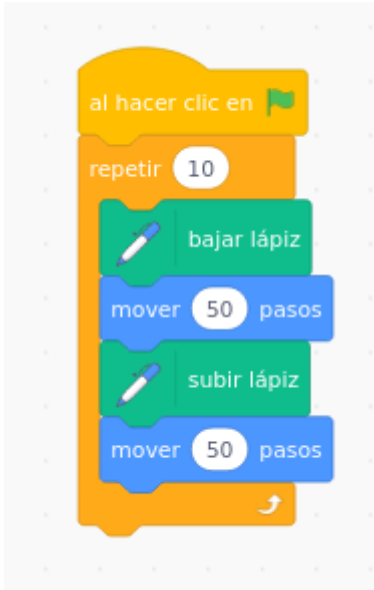 al hacer clic en
repetir 10
bajar lápiz
mover 50 pasos
subir lápiz
mover 50 pasos